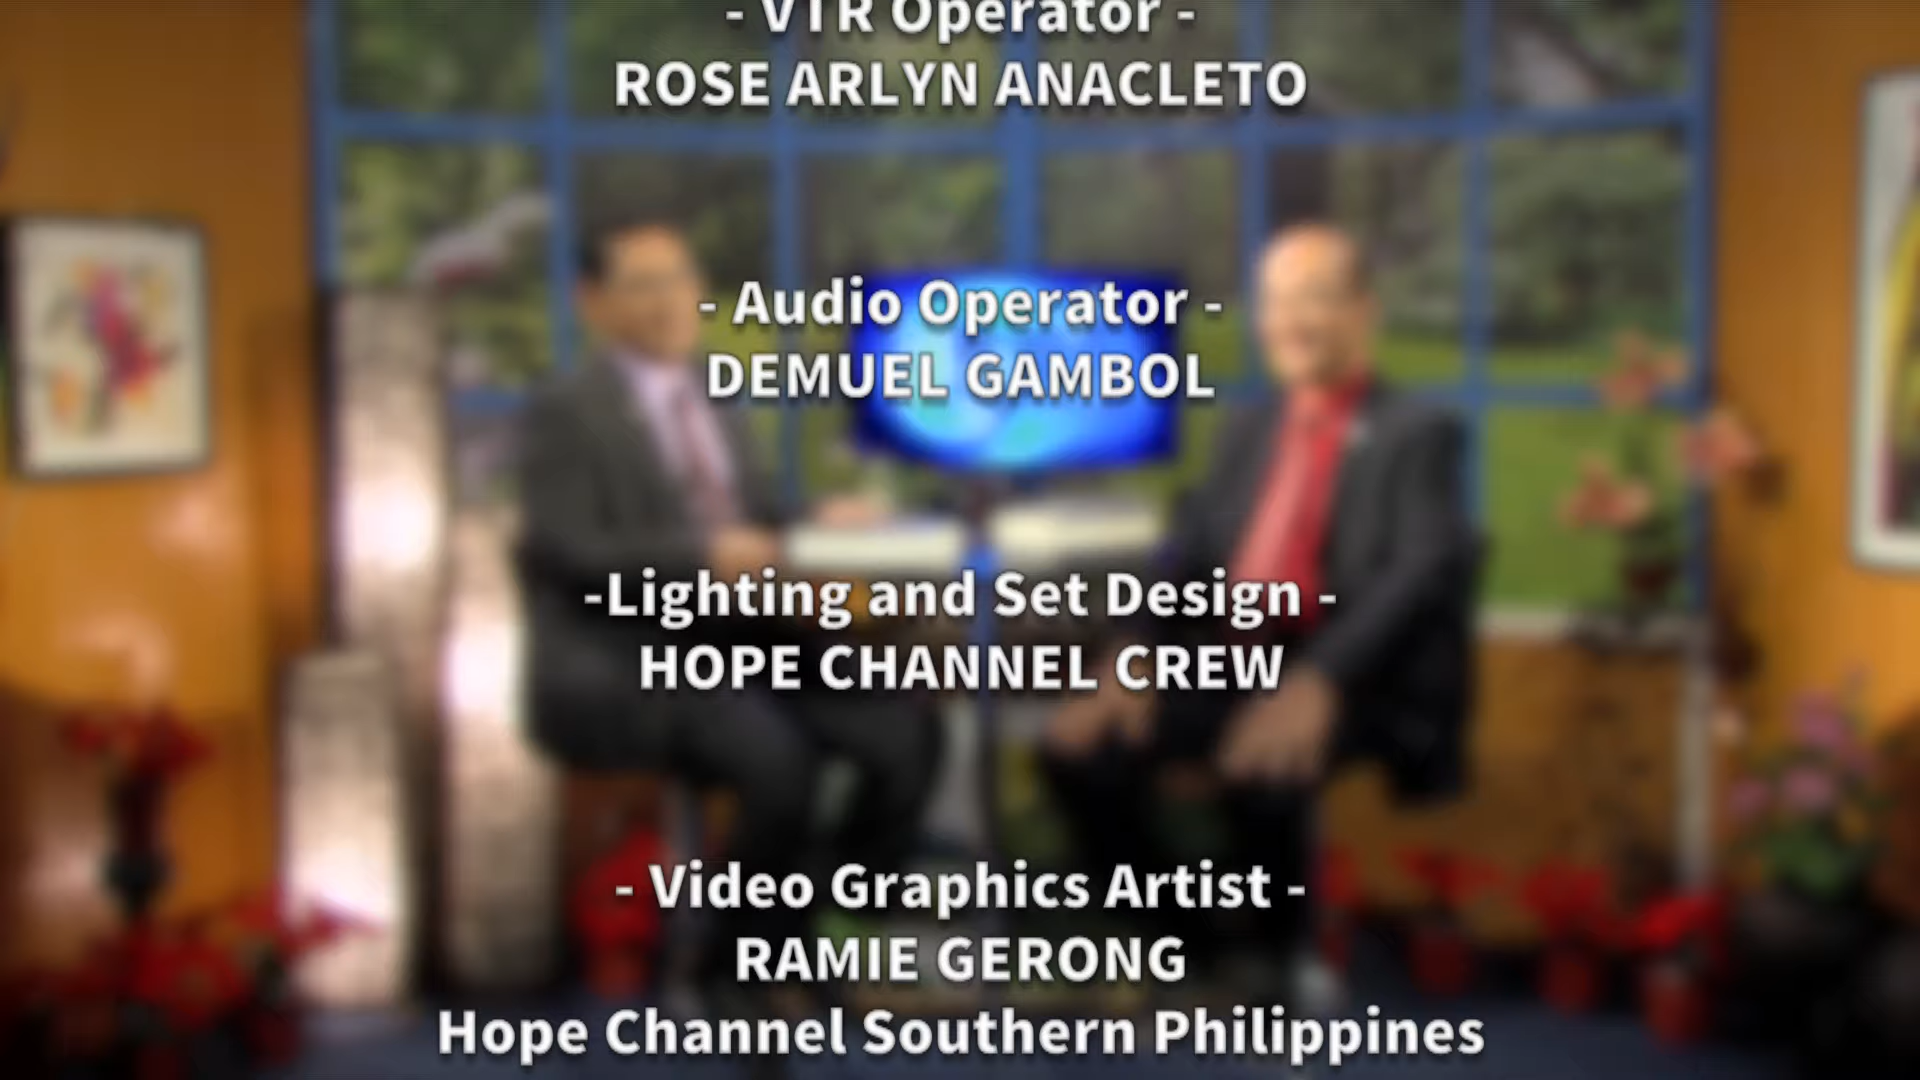 - VTR Operator -
ROSE ARLYN ANACLETO
- Audio Operator -
DEMUEL GAMBOL
-Lighting and Set Design -
HOPE CHANNEL CREW
- Video Graphics Artist -
RAMIE GERONG
Hope Channel Southern Philippines